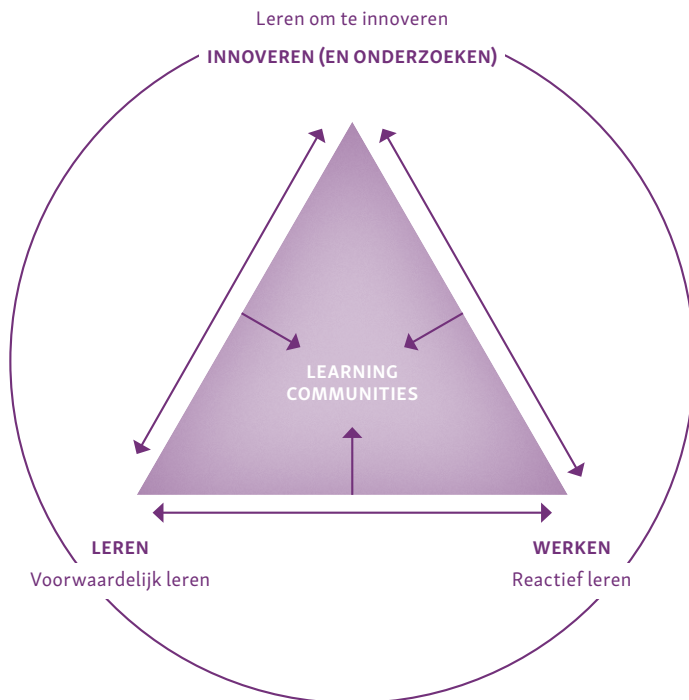 Leren om te innoveren
INNOVEREN (EN ONDERZOEKEN)
LEARNING
COMMUNITIES
LEREN
Voorwaardelijk leren
WERKEN
Reactief leren